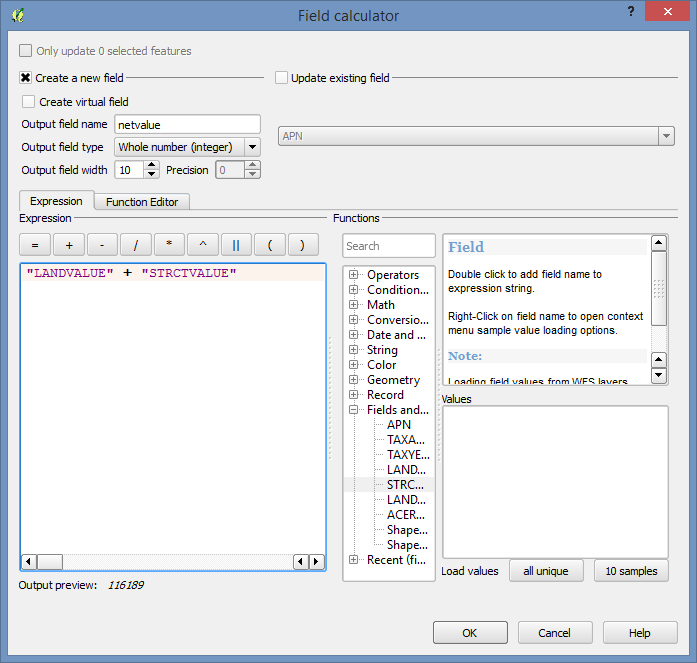 Field calculator
?
Only update 0 selected features
Create a new field
Update existing field
Create virtual field
Output field name netvalue
APN
Output field type Whole number (integer)
Output field width 10 Precision 0
Expression Function Editor
Expression
= + - / * ^ || ( )
"LANDVALUE" + "STRCTVALUE"
Output preview: 116189
Functions
Search
Operators
Condition...
Math
Conversio...
Date and ...
String
Color
Geometry
Record
Fields and...
APN
TAXA...
TAXYE...
LAND...
STRC...
LAND...
ACER...
Shape...
Shape...
Recent (fi...
Field
Double click to add field name to
expression string.
Right-Click on field name to open context
menu sample value loading options.
Note:
Loading field values from WFS layers
Values
Load values all unique 10 samples
OK Cancel Help